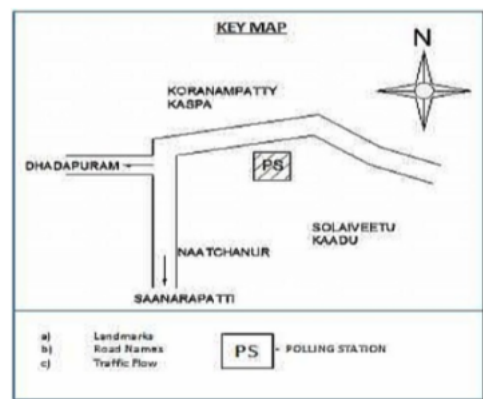 KEY MAP
N
KORANAMPATTY
KASPA
DHADAPURAM
PS
SOLAIVEETU
KAADU
NAATCHANUR
SAANARAPATTI
a) Landmarks
b) Road Names
c) Traffic Flow
PS - POLLING STATION